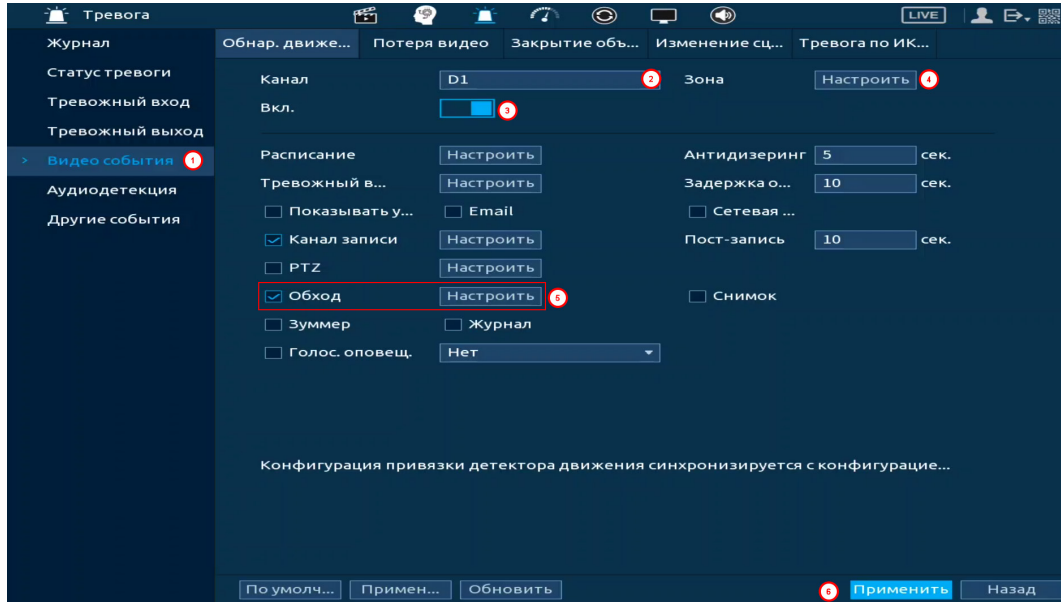 Тревога
LIVE
Журнал
Статус тревоги
Тревожный вход
Тревожный выход
> Видео события 1
Аудиодетекция
Другие события
Обнар. движе... Потеря видео Закрытие объ... Изменение сц... Тревога по ИК...
Канал D1 2 Зона Настроить 4
Вкл. 3
Расписание Настроить Антидизеринг 5 сек.
Тревожный в... Настроить Задержка о... 10 сек.
Показывать у... Email Сетевая ...
Канал записи Настроить Пост-запись 10 сек.
PTZ Настроить
Обход Настроить 5 Снимок
Зуммер Журнал
Голос. оповещ. Нет
Конфигурация привязки детектора движения синхронизируется с конфигурацие...
По умолч... Примен... Обновить 6 Применить Назад